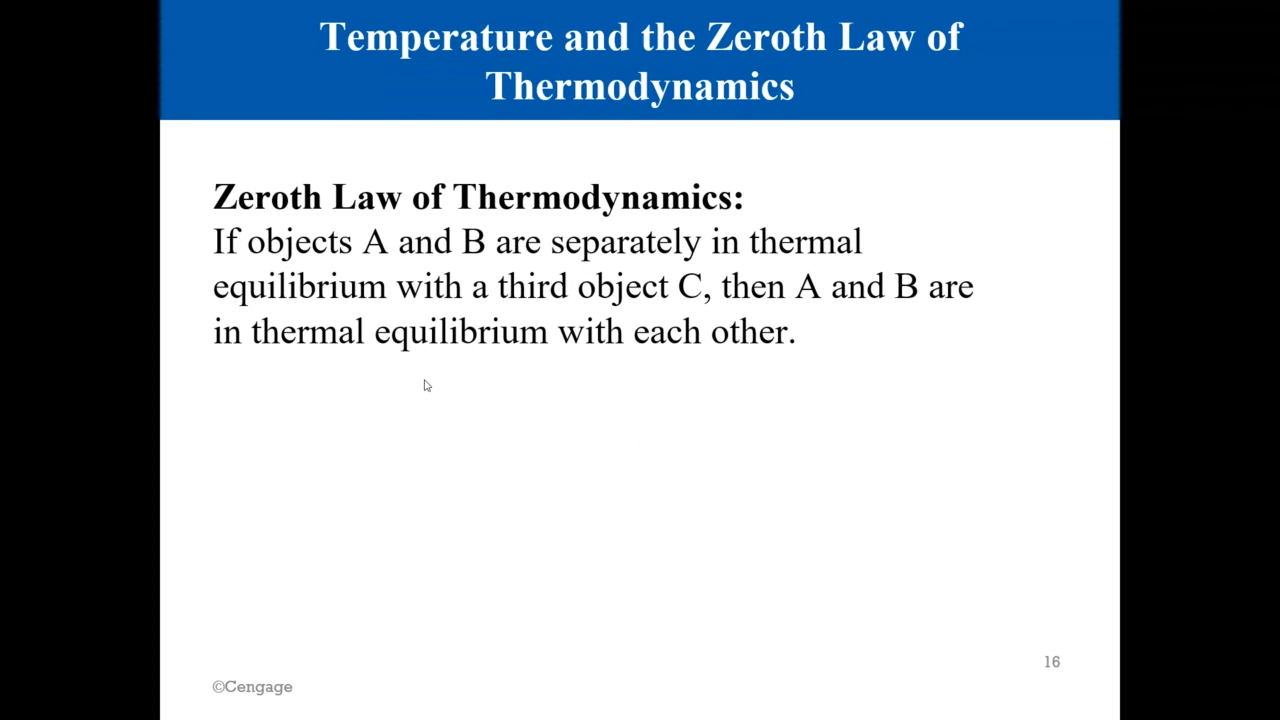 Temperature and the Zeroth Law of
Thermodynamics
Zeroth Law of Thermodynamics:
If objects A and B are separately in thermal
equilibrium with a third object C, then A and B are
in thermal equilibrium with each other.
16
©Cengage